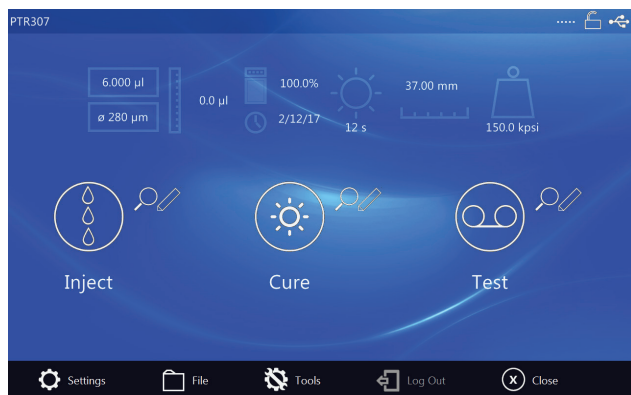 PTR307
6.000 µl
ø 280 µm
0.0 µl
100.0%
2/12/17
12 s
37.00 mm
150.0 kpsi
Inject
Cure
Test
Settings
File
Tools
Log Out
X Close